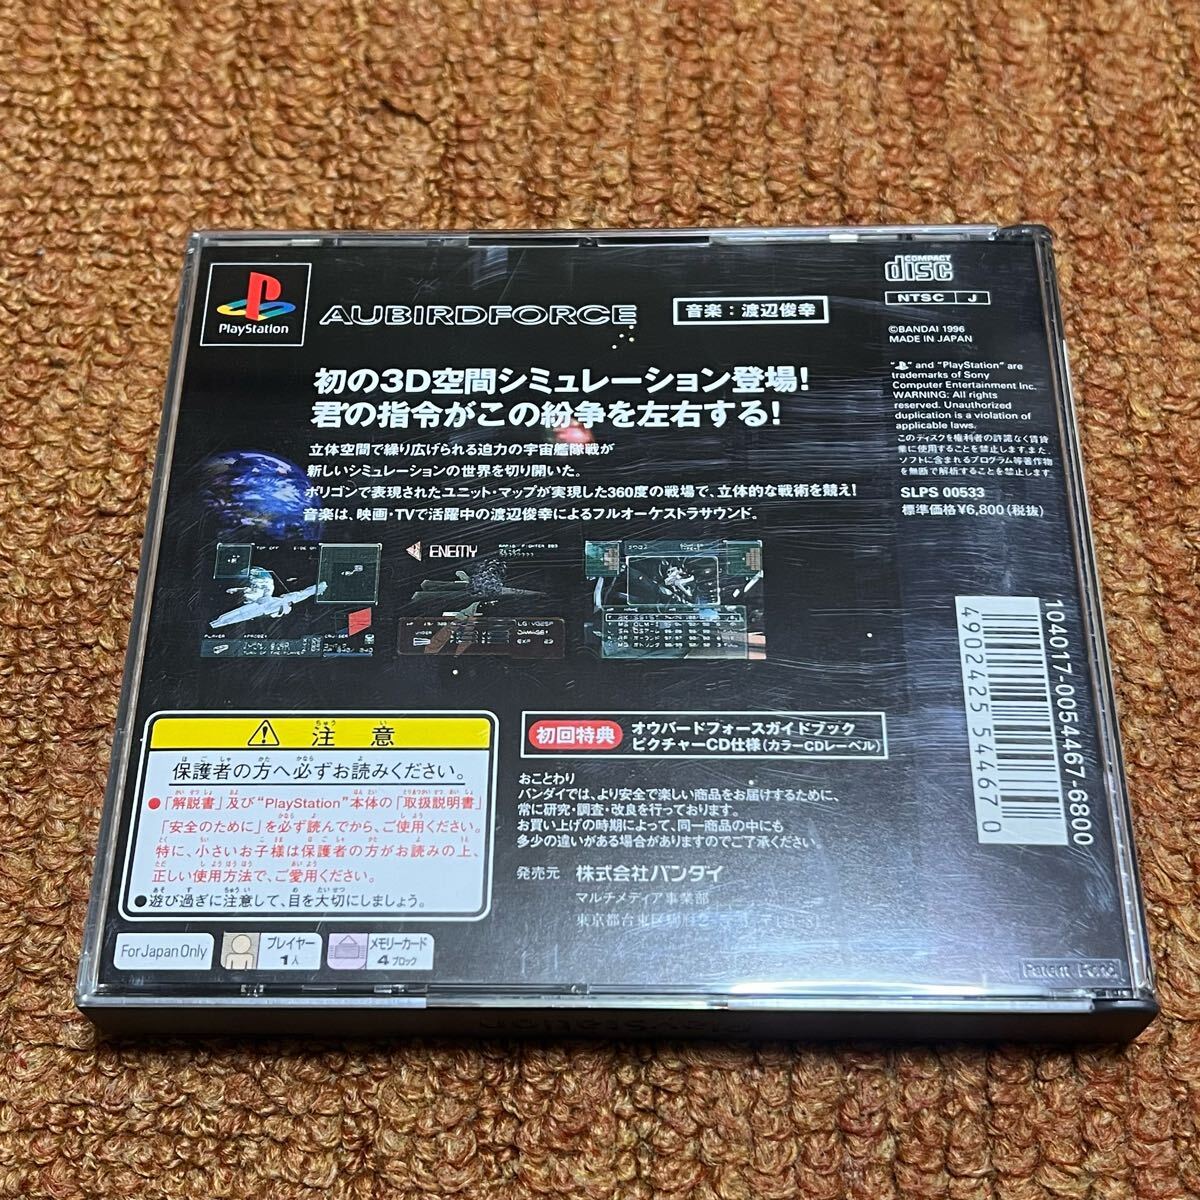 PlayStation
AUBIRDFORCE
音楽：渡辺俊幸
COMPACT
disc
NTSC J
©BANDAI 1996
MADE IN JAPAN
初の3D空間シミュレーション登場！
君の指令がこの紛争を左右する！
" " and "PlayStation" are
trademarks of Sony
Computer Entertainment Inc.
WARNING: All rights
reserved. Unauthorized
duplication is a violation of
applicable laws.
このディスクを権利者の許諾なく賃貸
業に使用することを禁止します。また、
ソフトに含まれるプログラム等著作物
を無断で解析することを禁止します
SLPS 00533
標準価格¥6,800(税抜)
立体空間で繰り広げられる迫力の宇宙艦隊戦が
新しいシミュレーションの世界を切り開いた。
ポリゴンで表現されたユニット・マップが実現した360度の戦場で、立体的な戦術を競え！
音楽は、映画・TVで活躍中の渡辺俊幸によるフルオーケストラサウンド。
TOP OFF SIDE ON
ENEMY
PLAYER
DAMAGE
104017-0054467-6800
4902425 544670
注意
保護者の方へ必ずお読みください。
●「解説書」及び"PlayStation"本体の「取扱説明書」
「安全のために」を必ず読んでから、ご使用ください。
特に、小さいお子様は保護者の方がお読みの上、
正しい使用方法で、ご愛用ください。
●遊び過ぎに注意して、目を大切にしましょう。
初回特典
オウバードフォースガイドブック
ピクチャーCD仕様(カラーCDレーベル)
おことわり
バンダイでは、より安全で楽しい商品をお届けするために、
常に研究・調査・改良を行っております。
お買い上げの時期によって、同一商品の中にも
多少の違いがある場合がありますのでご了承ください。
発売元 株式会社バンダイ
マルチメディア事業部
東京都台東区駒形2
For Japan Only
プレイヤー
1人
メモリーカード
4ブロック
Patent Pend
PlayStation